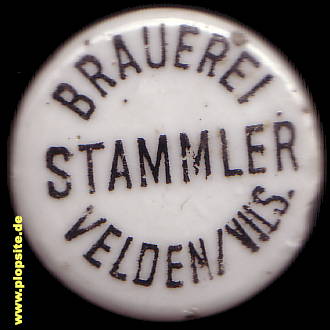 BRAUEREI
STAMMLER
VELDEN/VILS.
www.plopsite.de ©